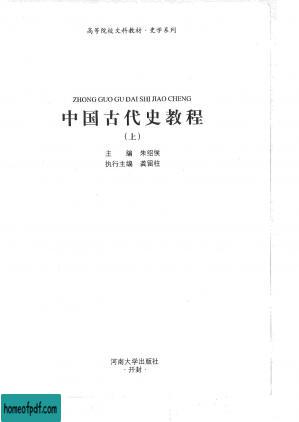 高等院校文科教材·史学系列
ZHONG GUO GU DAI SHI JIAO CHENG
中国古代史教程
（上）
主 编 朱绍侯
执行主编 龚留柱
河南大学出版社
·开封·
homeofpdf.com